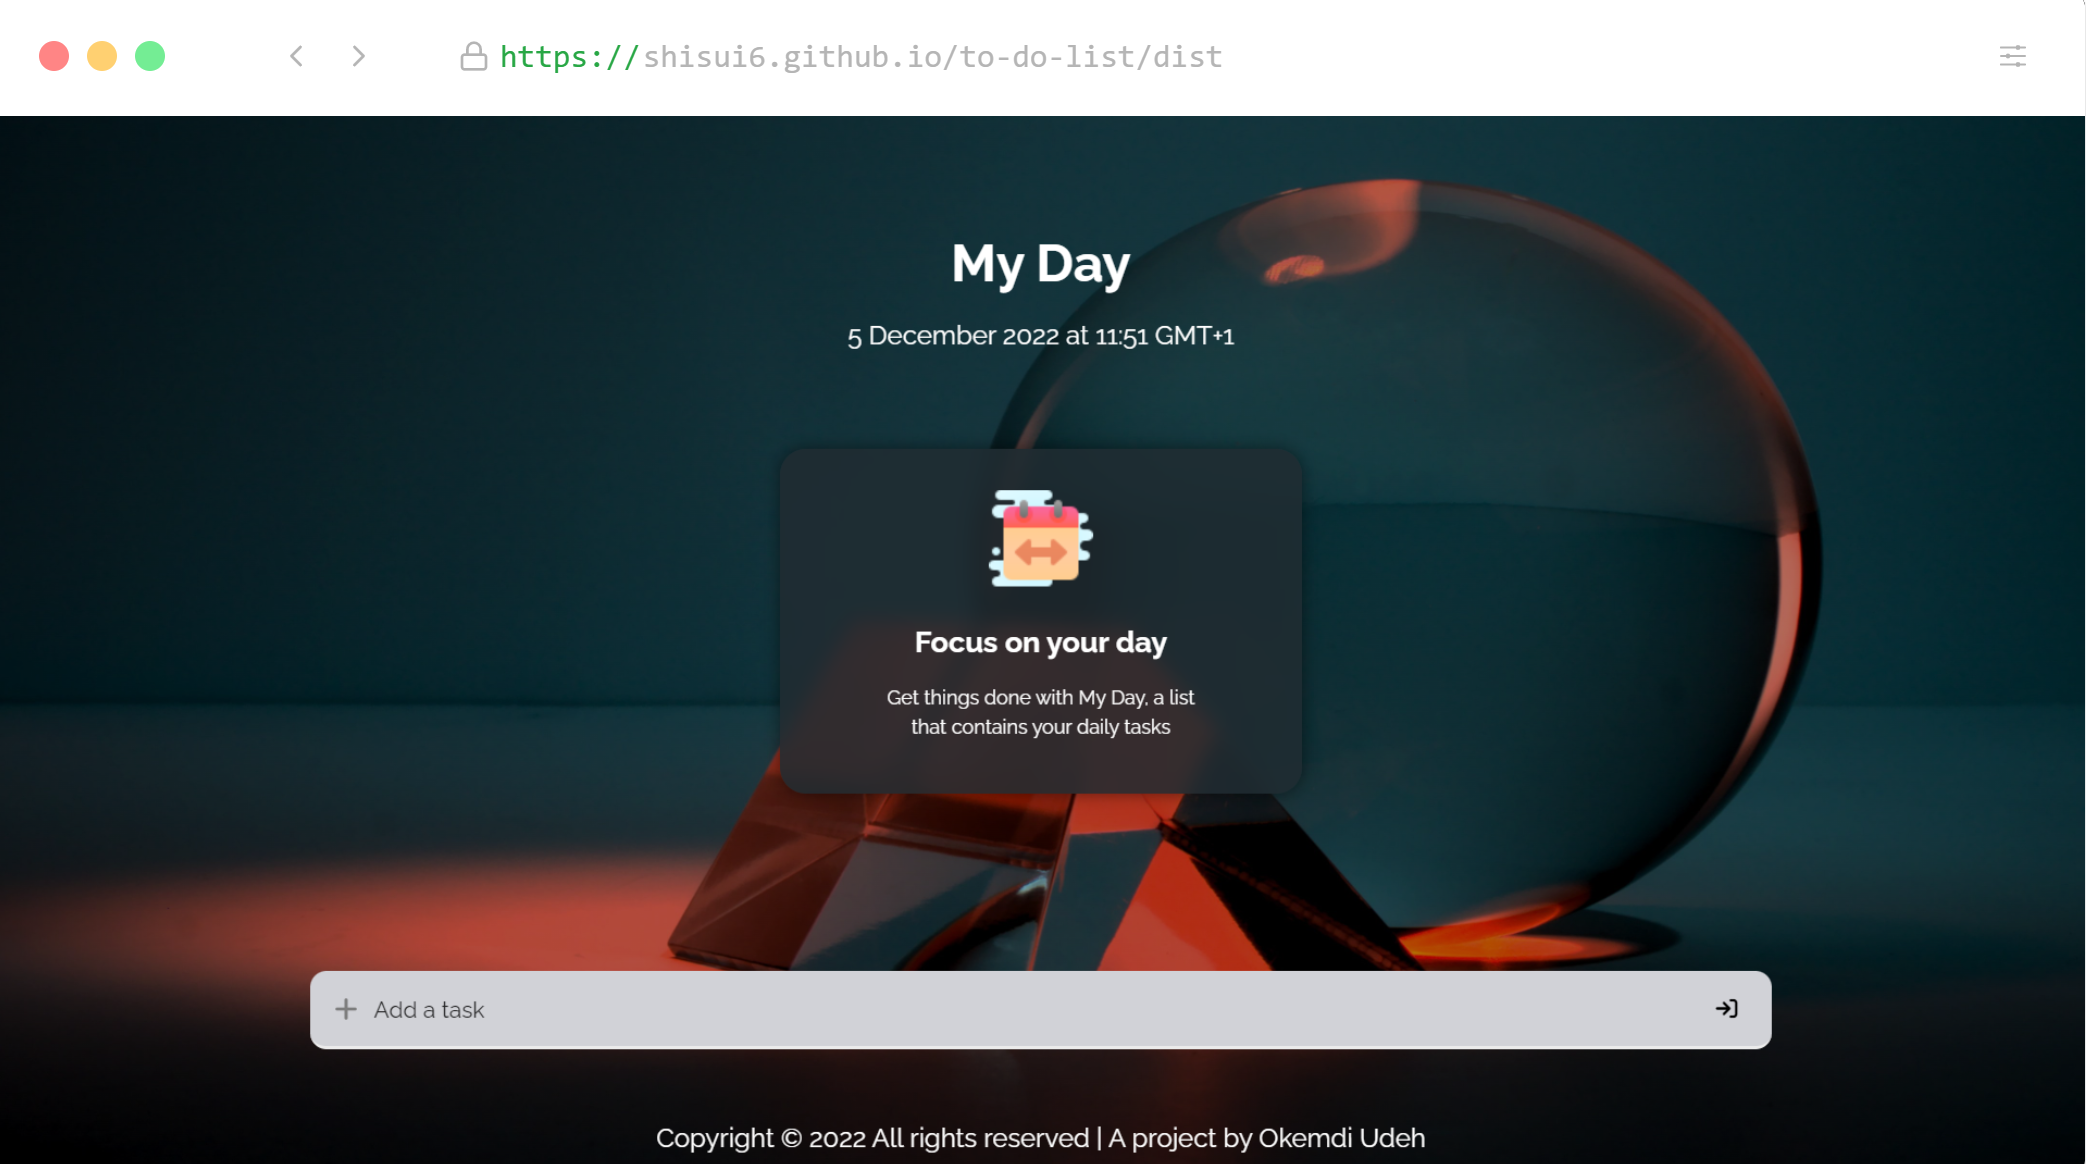 https://shisui6.github.io/to-do-list/dist
My Day
5 December 2022 at 11:51 GMT+1
Focus on your day
Get things done with My Day, a list
that contains your daily tasks
Add a task
Copyright © 2022 All rights reserved | A project by Okemdi Udeh